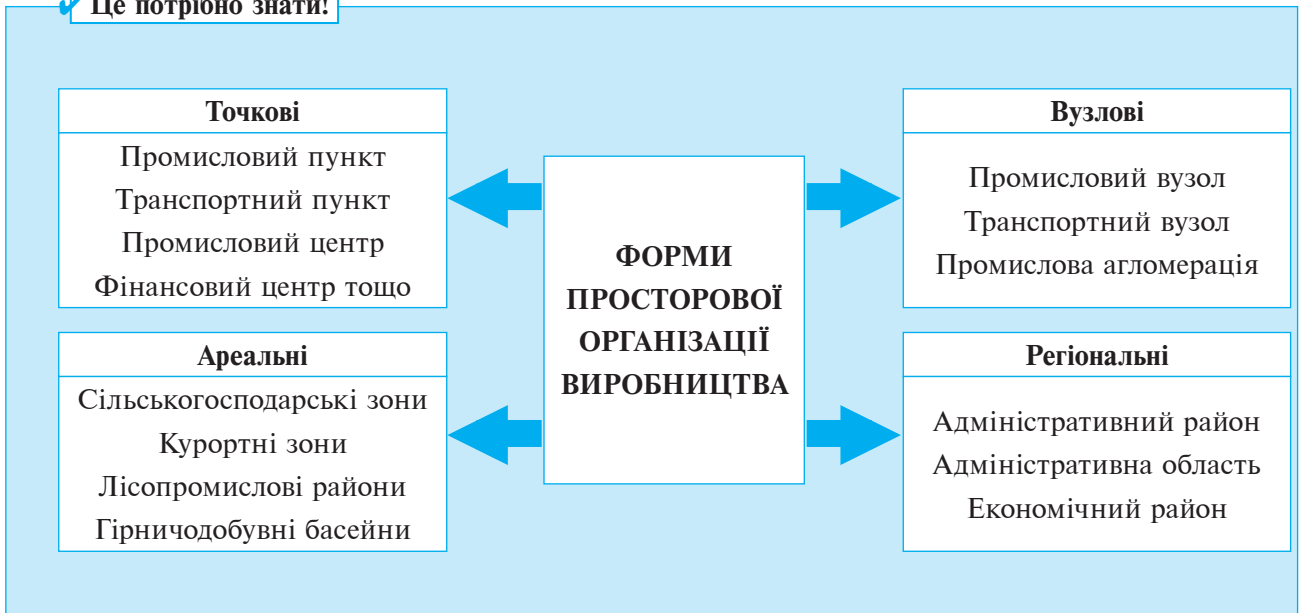 ✔ Це потрібно знати!
Точкові
Промисловий пункт
Транспортний пункт
Промисловий центр
Фінансовий центр тощо
Вузлові
Промисловий вузол
Транспортний вузол
Промислова агломерація
ФОРМИ
ПРОСТОРОВОЇ
ОРГАНІЗАЦІЇ
ВИРОБНИЦТВА
Ареальні
Сільськогосподарські зони
Курортні зони
Лісопромислові райони
Гірничодобувні басейни
Регіональні
Адміністративний район
Адміністративна область
Економічний район